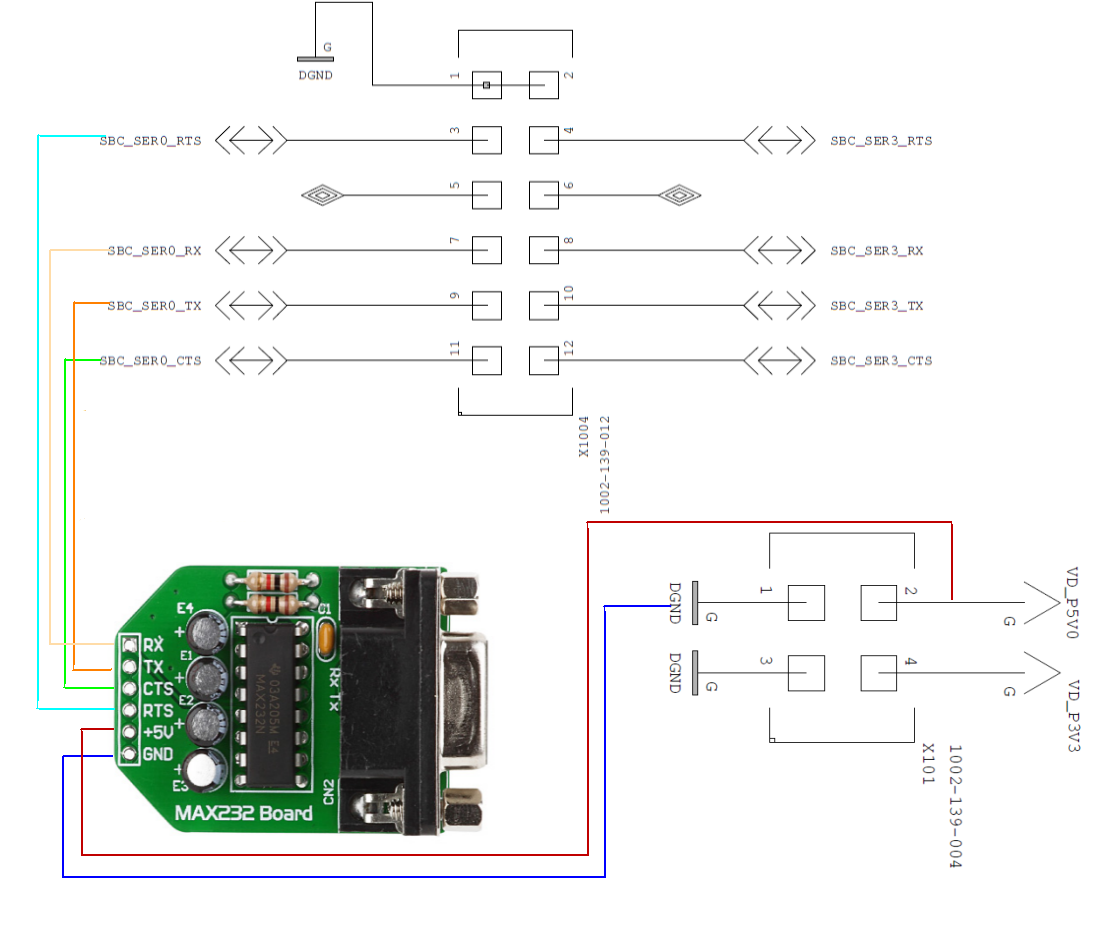 G
DGND
1
2
SBC_SER0_RTS
3
4
SBC_SER3_RTS
5
6
SBC_SER0_RX
7
8
SBC_SER3_RX
SBC_SER0_TX
9
10
SBC_SER3_TX
SBC_SER0_CTS
11
12
SBC_SER3_CTS
X1004
1002-139-012
DGND
G
1
2
G
VD_P5V0
DGND
G
3
4
G
VD_P3V3
X101
1002-139-004
E4
+
E1
+
E2
+
+
E3
C1
RX
TX
CTS
RTS
+5V
GND
03A205M E4
MAX232N
Rx Tx
CN2
MAX232 Board